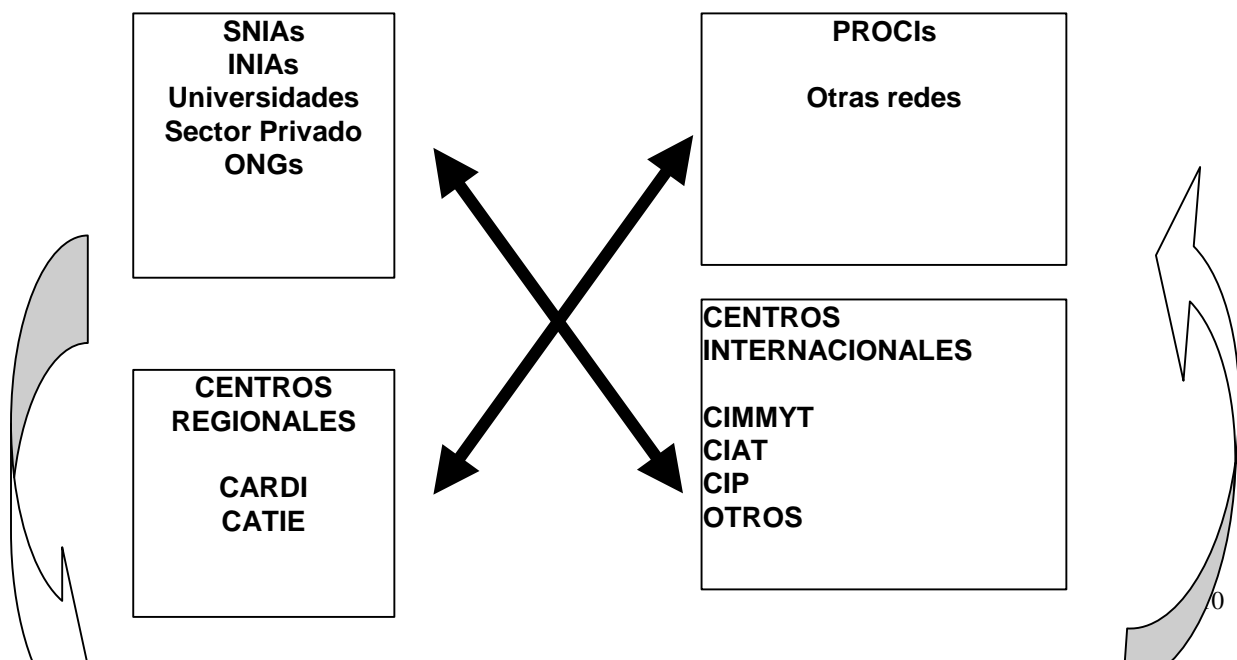 SNIAs
INIAs
Universidades
Sector Privado
ONGs
PROCIs
Otras redes
CENTROS
REGIONALES
CARDI
CATIE
CENTROS
INTERNACIONALES
CIMMYT
CIAT
CIP
OTROS